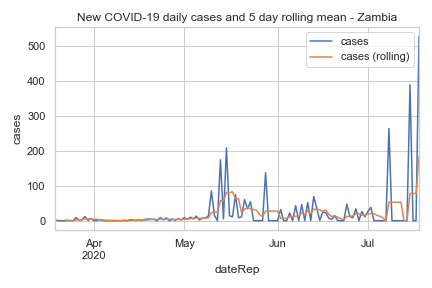 New COVID-19 daily cases and 5 day rolling mean - Zambia
cases
cases (rolling)
500
400
300
200
100
0
cases
Apr
2020
May
Jun
Jul
dateRep